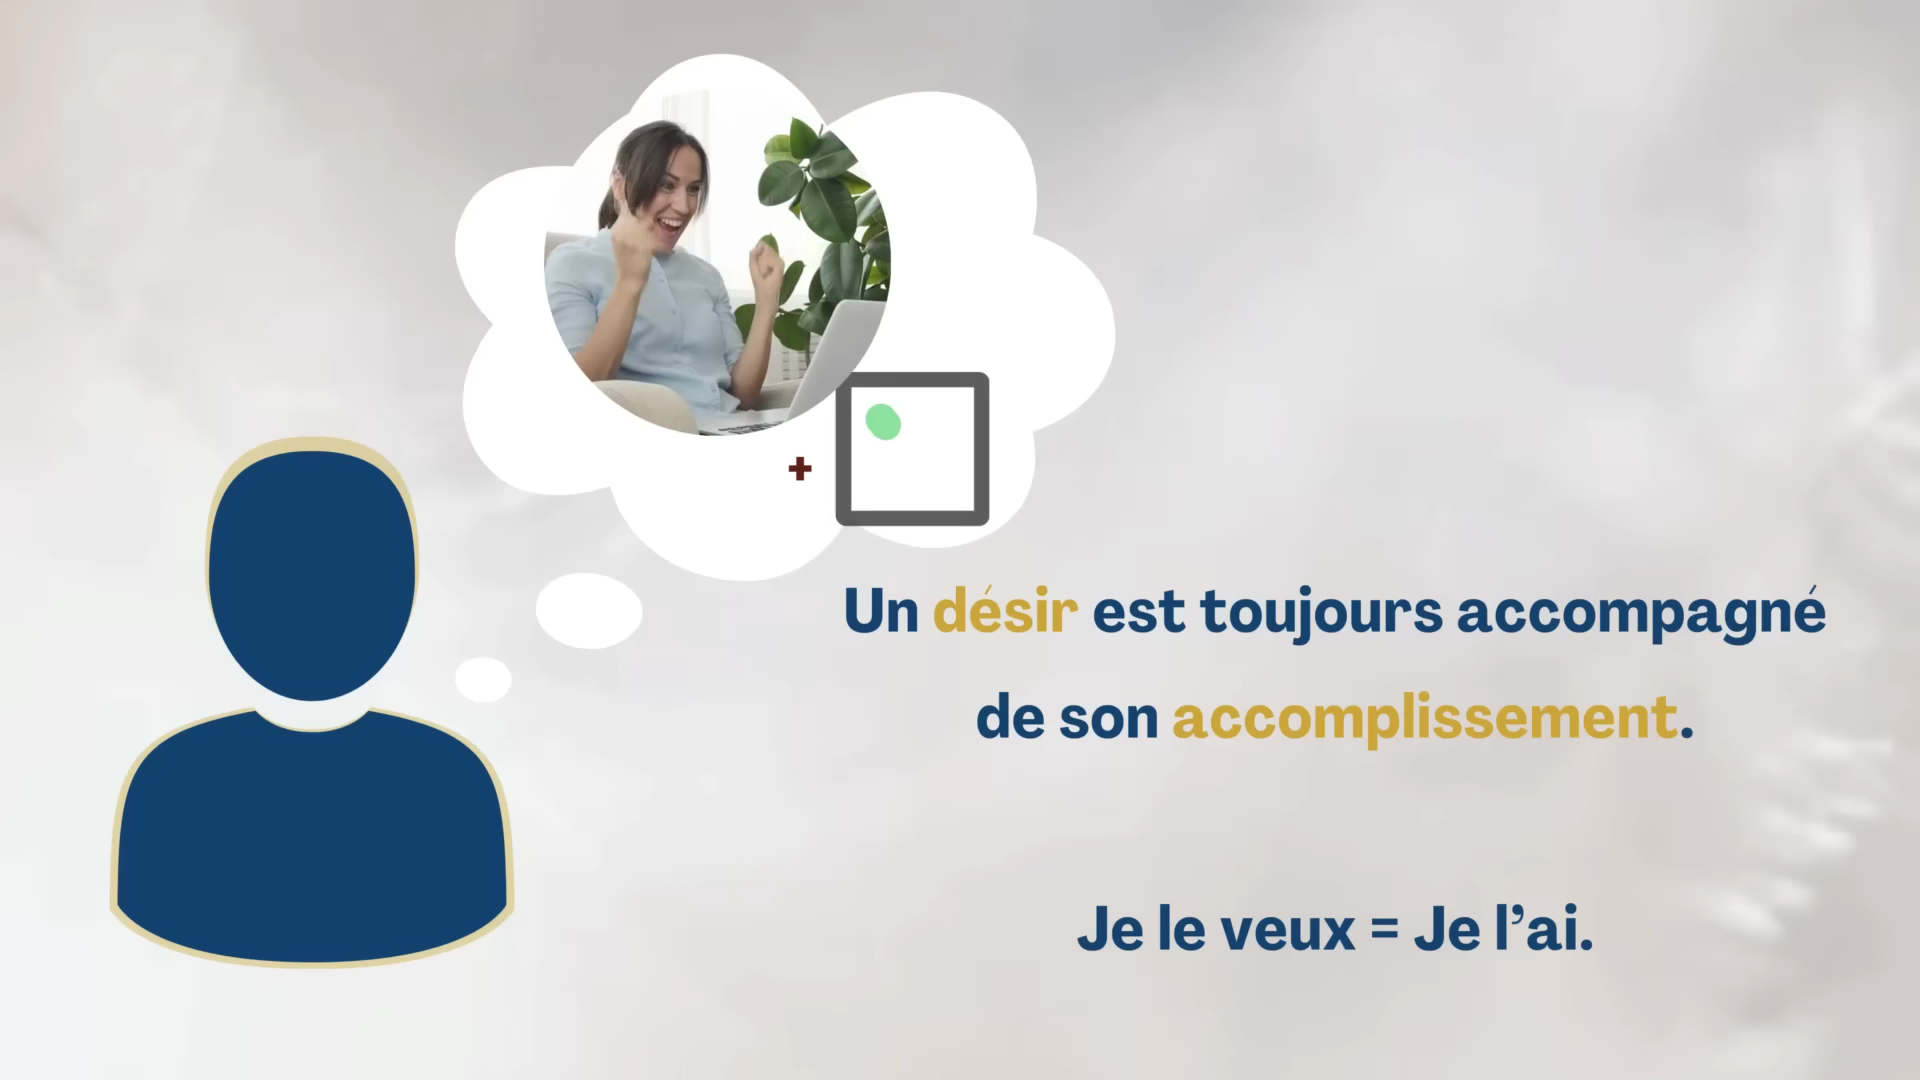 +
Un désir est toujours accompagné
de son accomplissement.
Je le veux = Je l’ai.